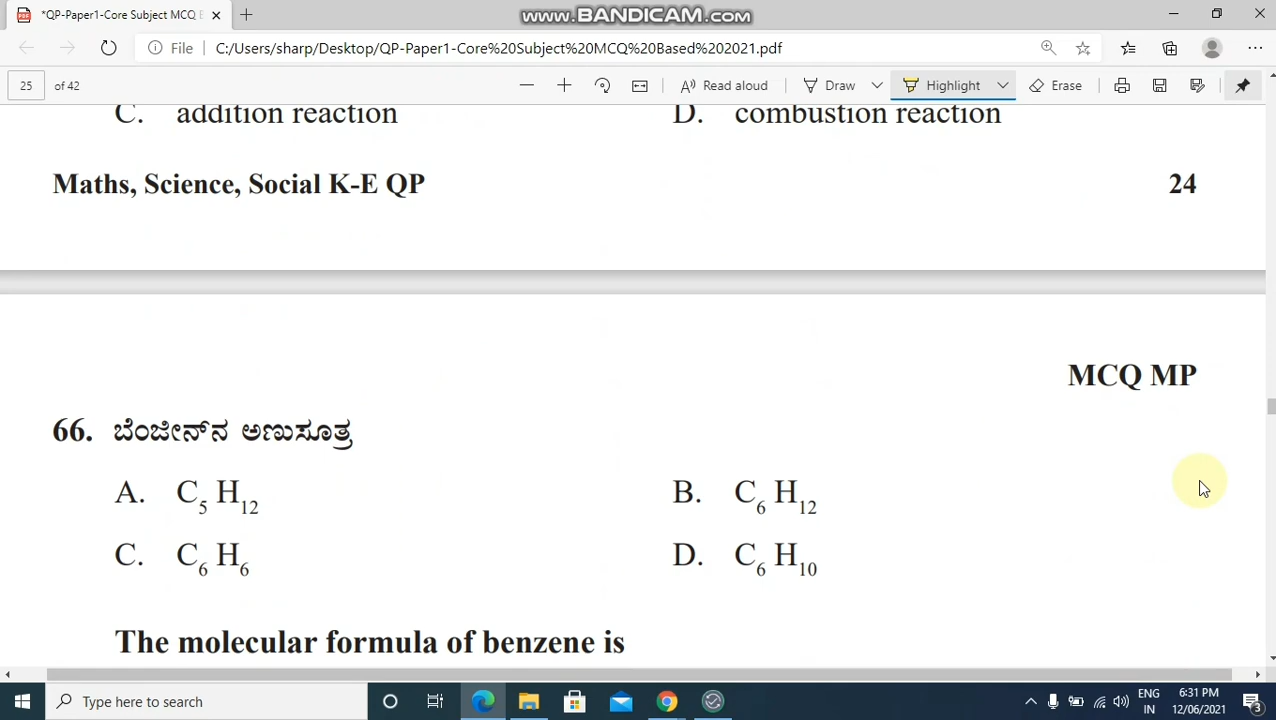 *QP-Paper1-Core Subject MCQ E
www.BANDICAM.com
File C:/Users/sharp/Desktop/QP-Paper1-Core%20Subject%20MCQ%20Based%202021.pdf
25 of 42 Read aloud Draw Highlight Erase
C. addition reaction D. combustion reaction
Maths, Science, Social K-E QP 24
MCQ MP
66. ಬೆಂಜೀನ್‌ನ ಅಣುಸೂತ್ರ
A. C5 H12 B. C6 H12
C. C6 H6 D. C6 H10
The molecular formula of benzene is
Type here to search
ENG 6:31 PM
IN 12/06/2021
3